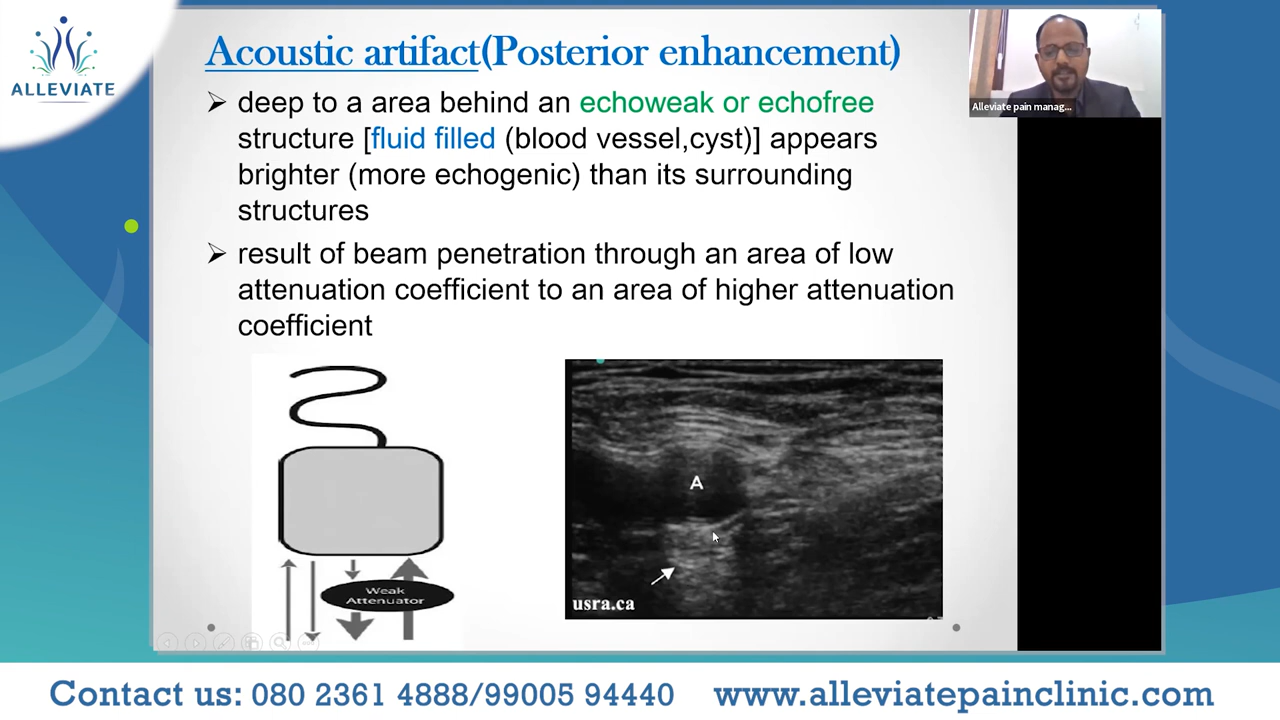 ALLEVIATE
Acoustic artifact(Posterior enhancement)
deep to a area behind an echoweak or echofree
structure [fluid filled (blood vessel,cyst)] appears
brighter (more echogenic) than its surrounding
structures
result of beam penetration through an area of low
attenuation coefficient to an area of higher attenuation
coefficient
Weak
Attenuator
A
usra.ca
Alleviate pain manag...
Contact us: 080 2361 4888/99005 94440 www.alleviatepainclinic.com